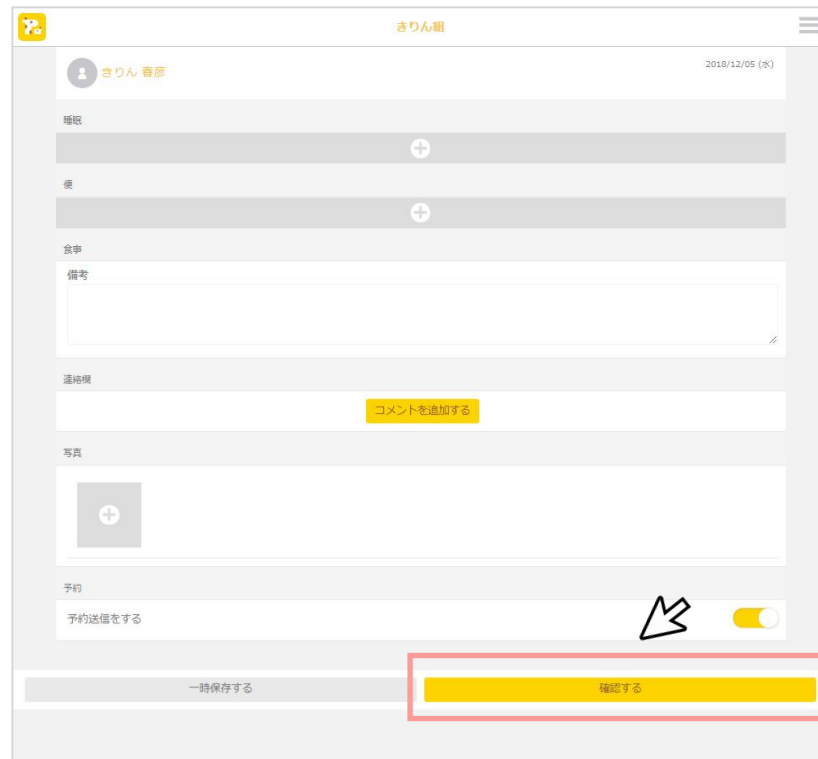 きりん組
きりん 春彦
2018/12/05 (水)
睡眠
便
食事
備考
連絡欄
コメントを追加する
写真
予約
予約送信をする
一時保存する
確認する